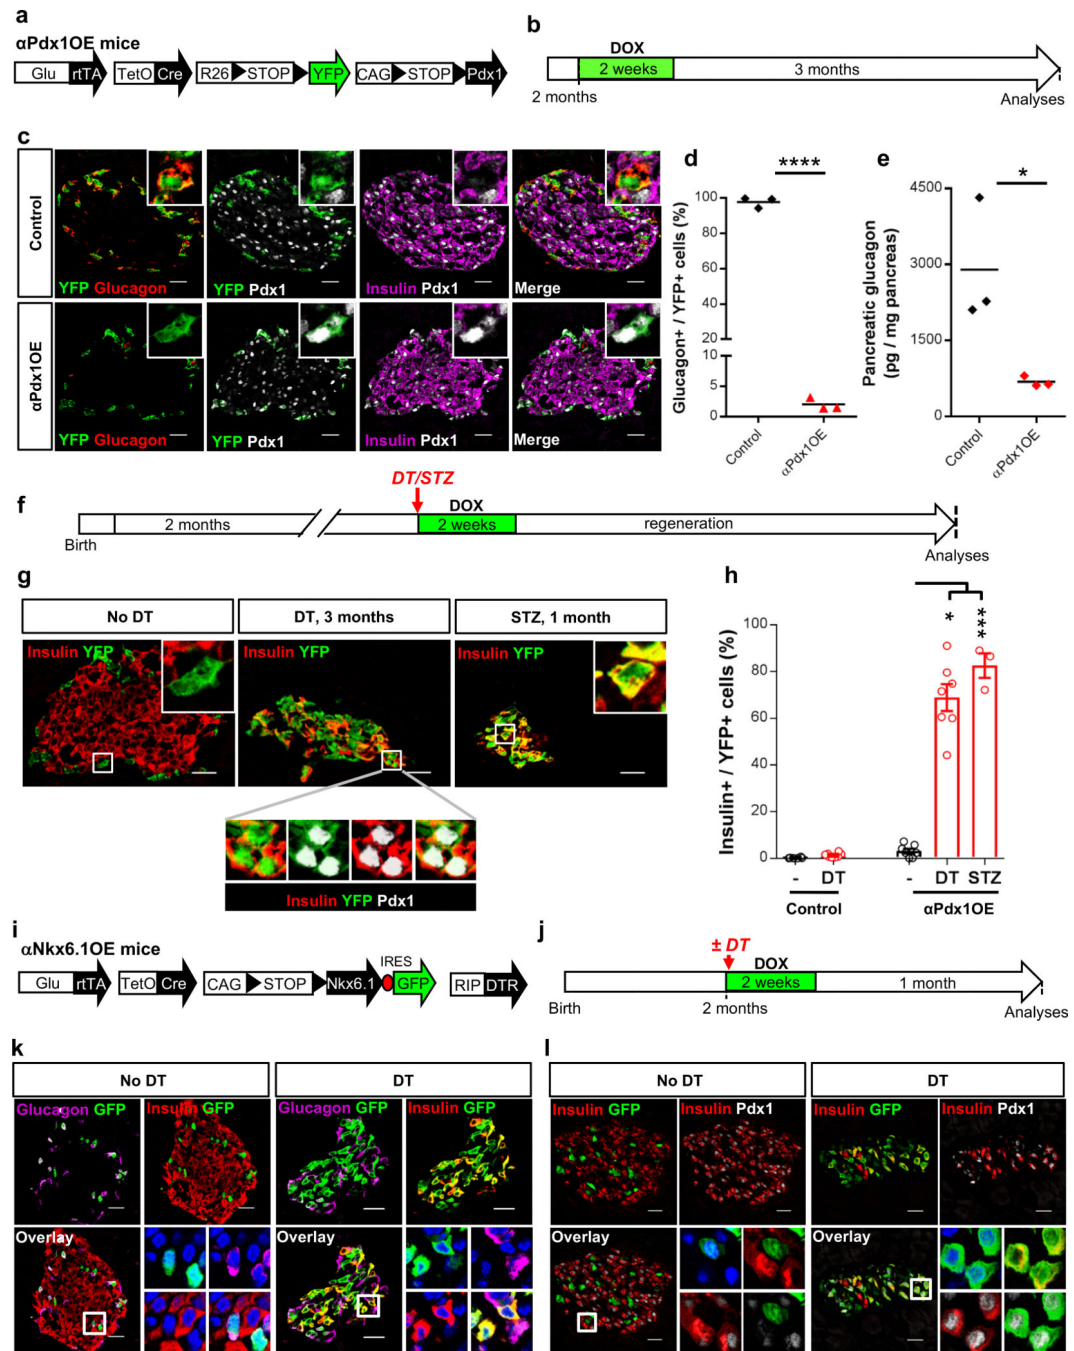 a
αPdx1OE mice
Glu rtTA TetO Cre R26 STOP YFP CAG STOP Pdx1
b
DOX
2 weeks 3 months
2 months
Analyses
c
Control
YFP Glucagon YFP Pdx1 Insulin Pdx1 Merge
αPdx1OE
YFP Glucagon YFP Pdx1 Insulin Pdx1 Merge
d
****
Glucagon+ / YFP+ cells (%)
100
80
60
40
20
10
5
0
Control αPdx1OE
e
*
Pancreatic glucagon
(pg / mg pancreas)
4500
3000
1500
0
Control αPdx1OE
f
DT/STZ
DOX
2 months 2 weeks regeneration
Birth
Analyses
g
No DT DT, 3 months STZ, 1 month
Insulin YFP Insulin YFP Insulin YFP
Insulin YFP Pdx1
h
* ****
Insulin+ / YFP+ cells (%)
100
80
60
40
20
0
- DT - DT STZ
Control αPdx1OE
i
αNkx6.1OE mice
IRES
Glu rtTA TetO Cre CAG STOP Nkx6.1 GFP RIP DTR
j
± DT
DOX
2 weeks 1 month
Birth 2 months Analyses
k
No DT DT
Glucagon GFP Insulin GFP Glucagon GFP Insulin GFP
Overlay Overlay
l
No DT DT
Insulin GFP Insulin Pdx1 Insulin GFP Insulin Pdx1
Overlay Overlay